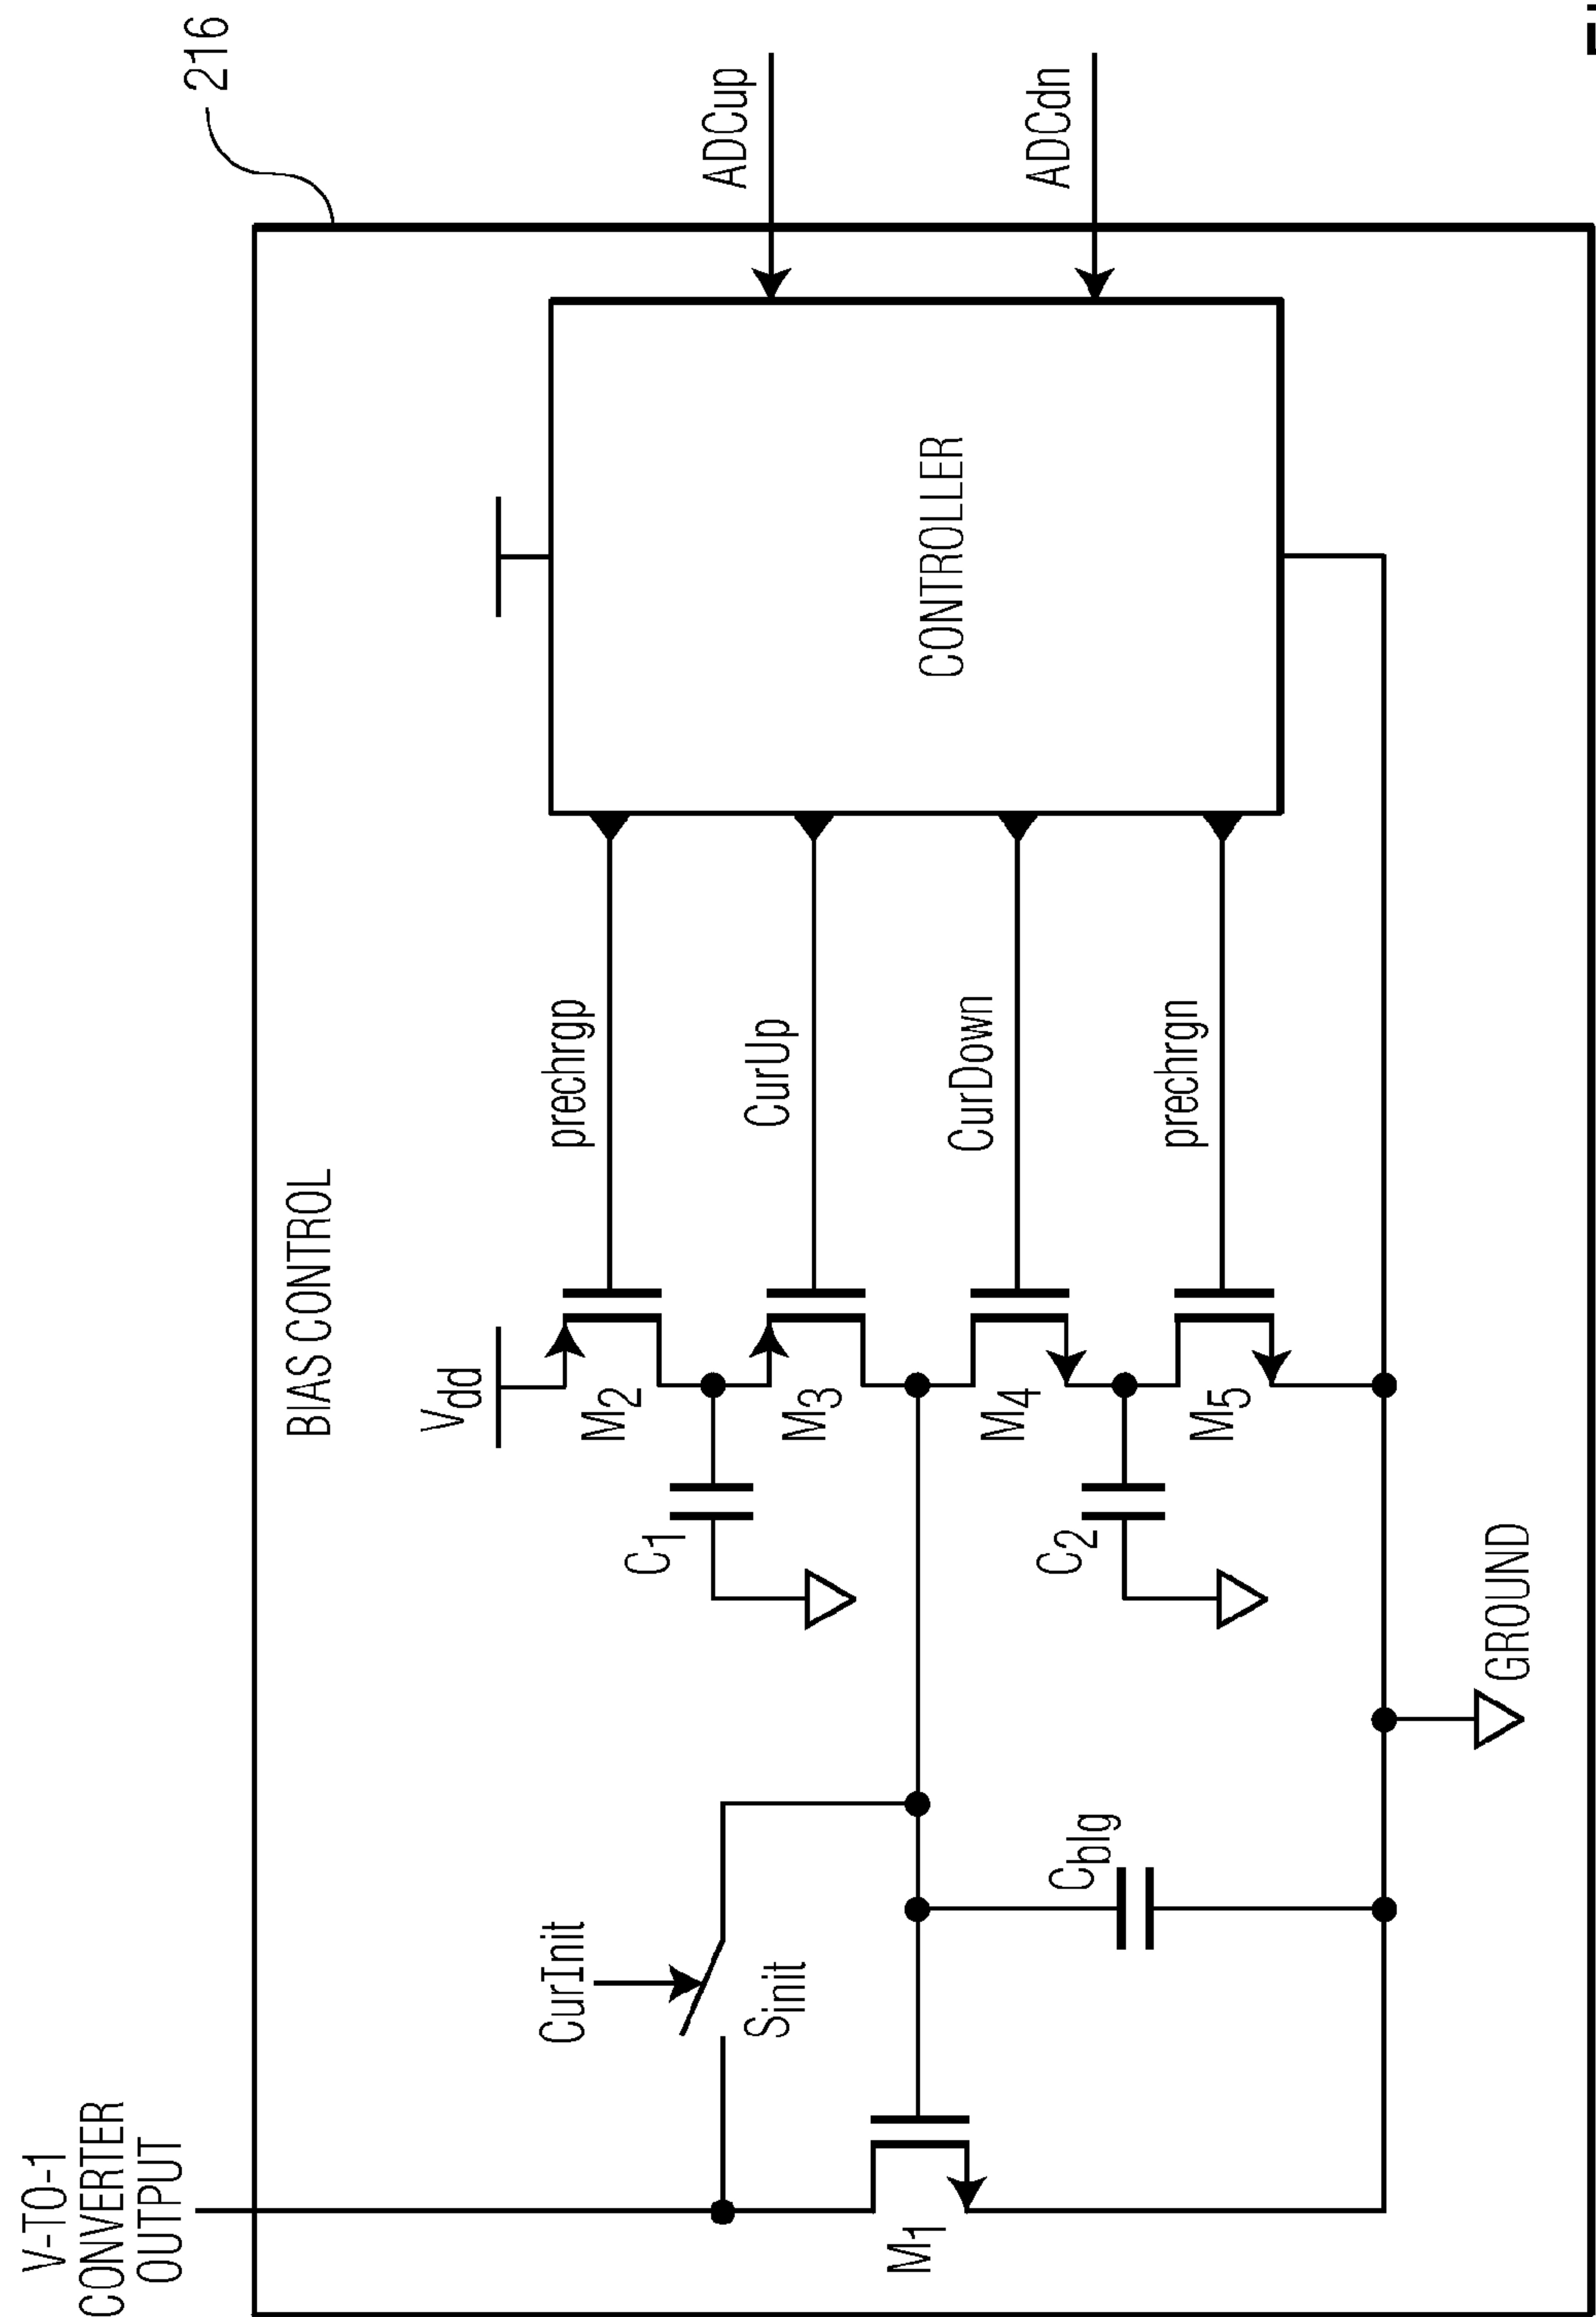 216
V-TO-1
CONVERTER
OUTPUT
BIAS CONTROL
Vdd
CurInit
Sinit
M1
Cblg
C1
C2
M2
M3
M4
M5
prechrgp
CurUp
CurDown
prechrgn
CONTROLLER
ADCup
ADCdn
GROUND